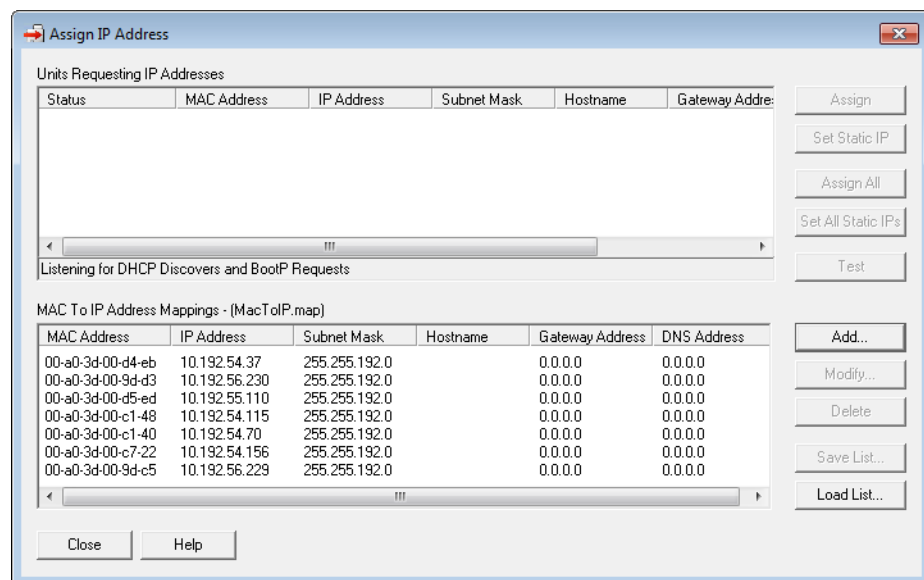 Assign IP Address
Units Requesting IP Addresses
Status MAC Address IP Address Subnet Mask Hostname Gateway Addre
Assign
Set Static IP
Assign All
Set All Static IPs
Test
Listening for DHCP Discovers and BootP Requests
MAC To IP Address Mappings - (MacToIP.map)
MAC Address IP Address Subnet Mask Hostname Gateway Address DNS Address
00-a0-3d-00-d4-eb 10.192.54.37 255.255.192.0 0.0.0.0 0.0.0.0
00-a0-3d-00-9d-d3 10.192.56.230 255.255.192.0 0.0.0.0 0.0.0.0
00-a0-3d-00-d5-ed 10.192.55.110 255.255.192.0 0.0.0.0 0.0.0.0
00-a0-3d-00-c1-48 10.192.54.115 255.255.192.0 0.0.0.0 0.0.0.0
00-a0-3d-00-c1-40 10.192.54.70 255.255.192.0 0.0.0.0 0.0.0.0
00-a0-3d-00-c7-22 10.192.54.156 255.255.192.0 0.0.0.0 0.0.0.0
00-a0-3d-00-9d-c5 10.192.56.229 255.255.192.0 0.0.0.0 0.0.0.0
Add...
Modify...
Delete
Save List...
Load List...
Close Help